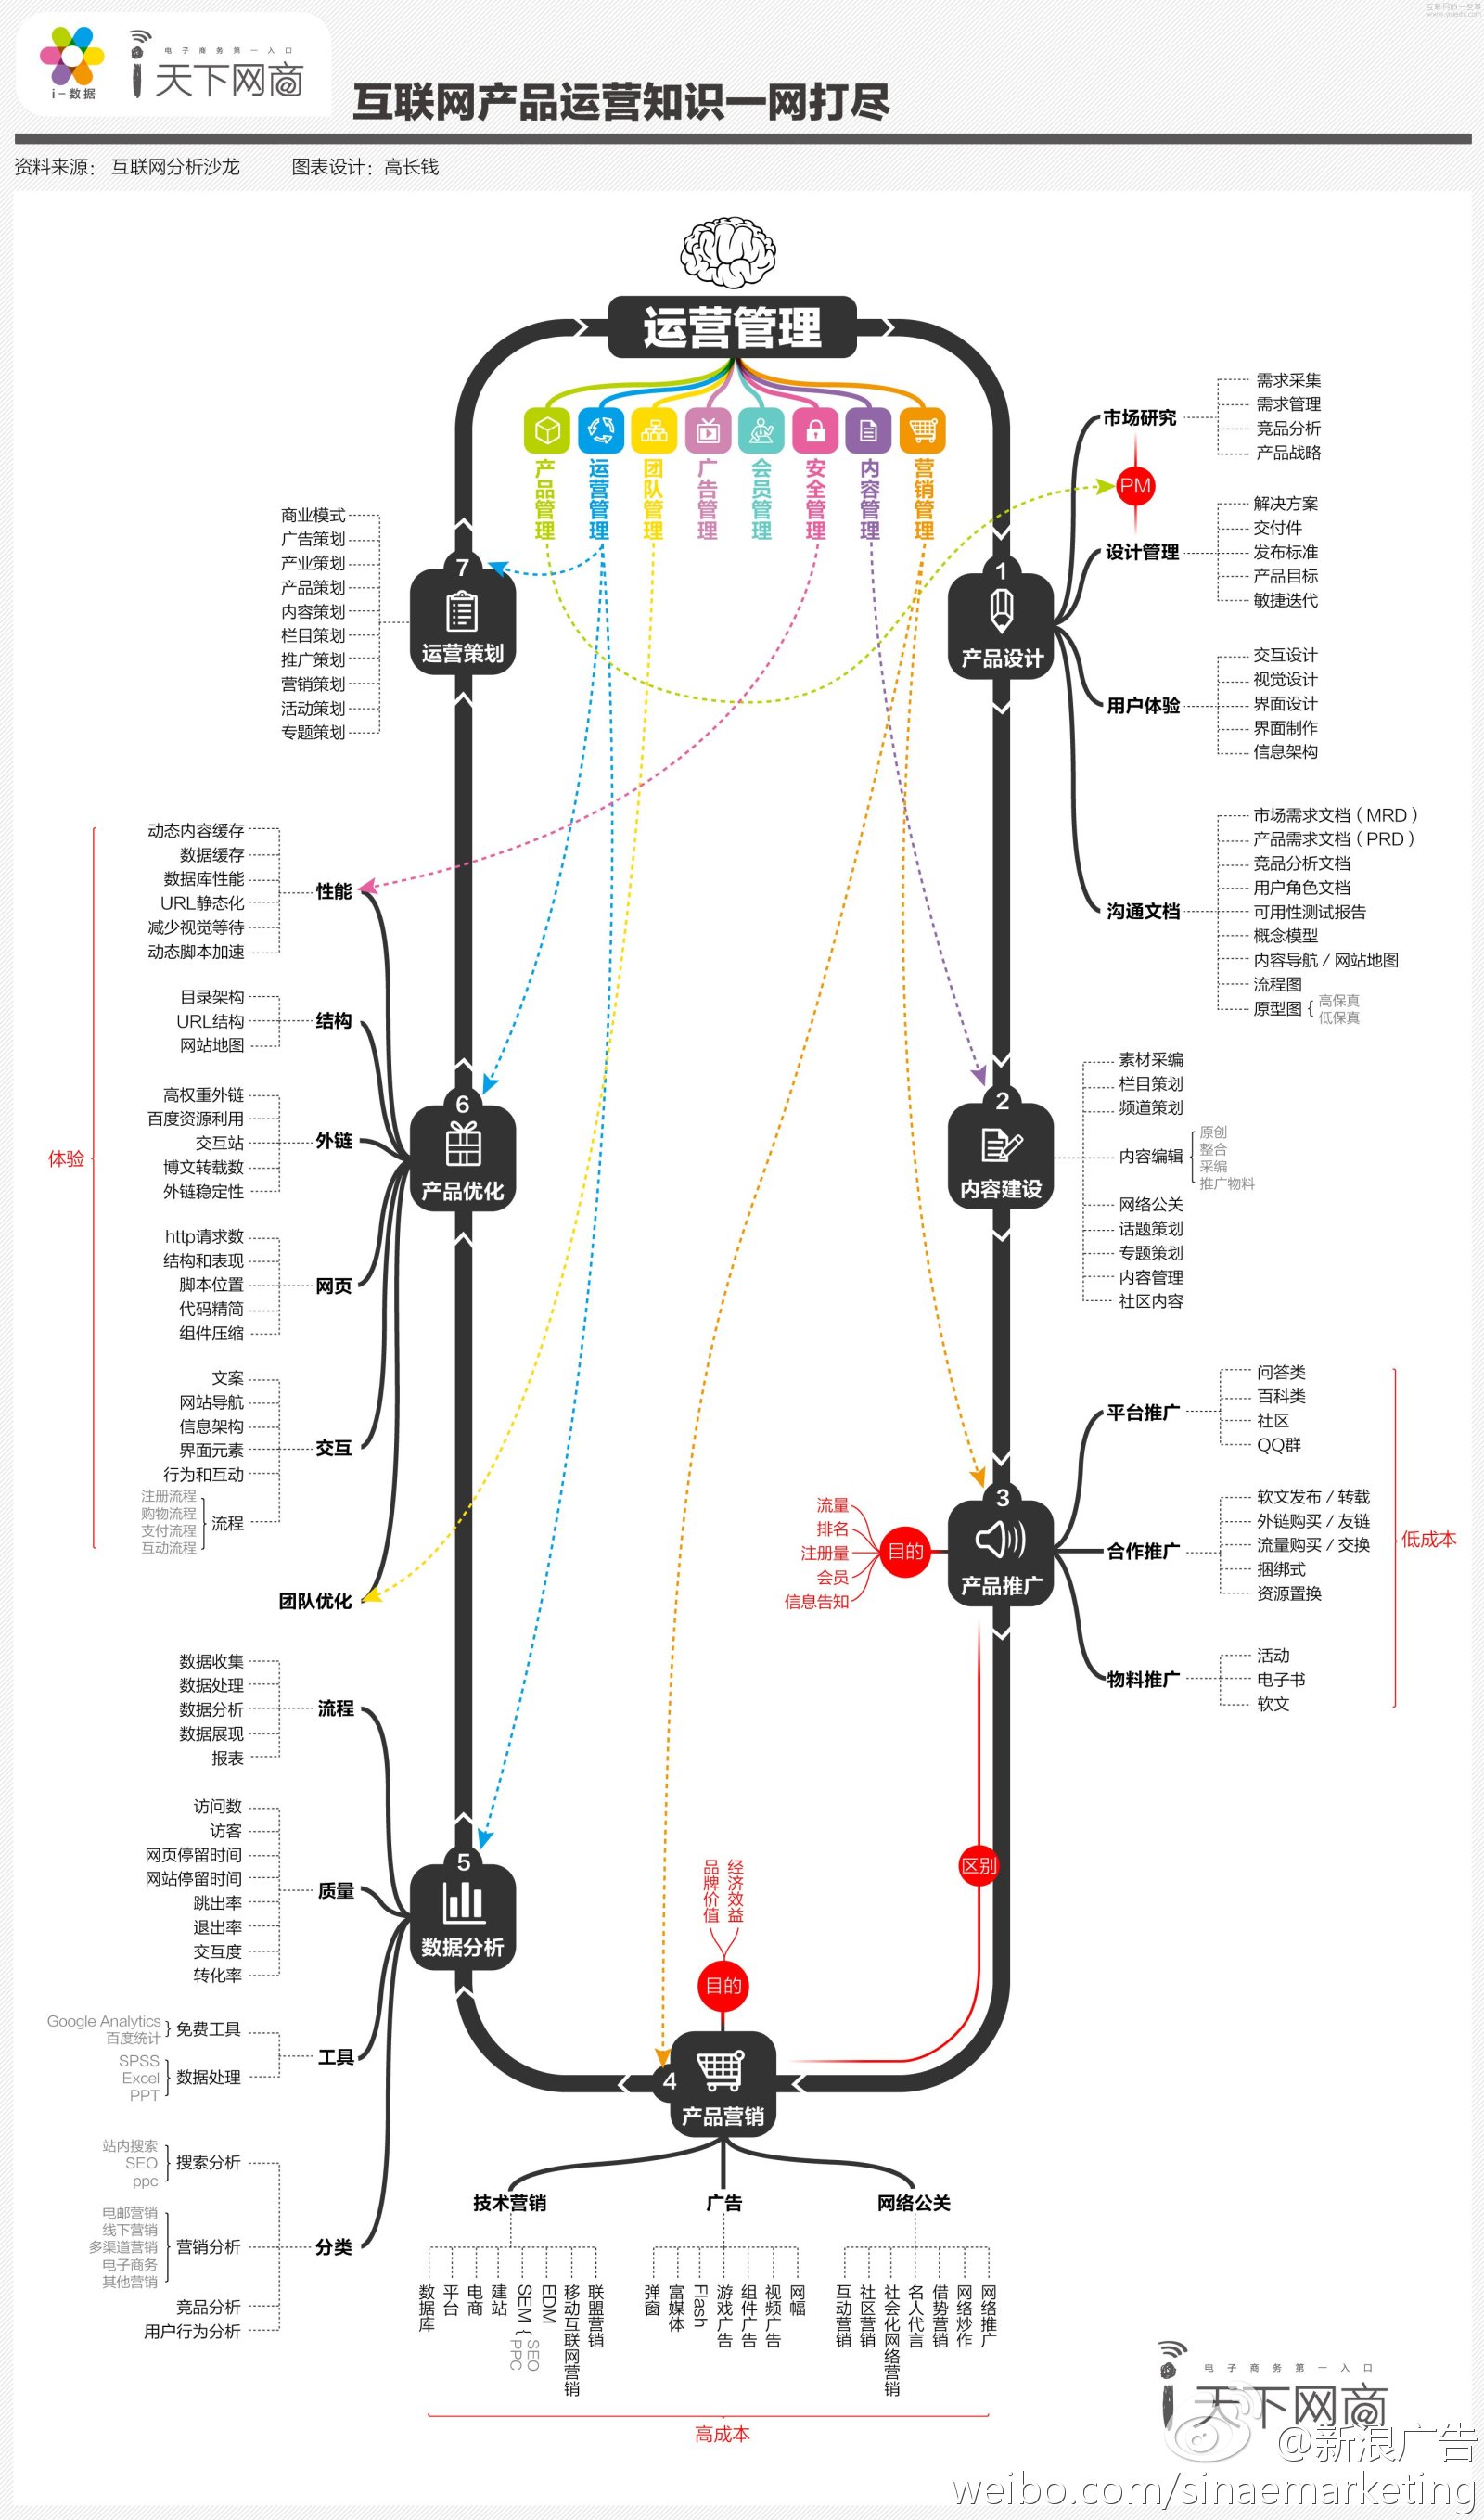 互联网的一些事
i-数据
电子商务第一入口
天下网商
互联网产品运营知识一网打尽
资料来源： 互联网分析沙龙
图表设计：高长钱
运营管理
产品管理
运营管理
团队管理
广告管理
会员管理
安全管理
内容管理
营销管理
1
产品设计
市场研究
需求采集
需求管理
竞品分析
产品战略
PM
设计管理
解决方案
交付件
发布标准
产品目标
敏捷迭代
用户体验
交互设计
视觉设计
界面设计
界面制作
信息架构
沟通文档
市场需求文档（MRD）
产品需求文档（PRD）
竞品分析文档
用户角色文档
可用性测试报告
概念模型
内容导航 / 网站地图
流程图
原型图
高保真
低保真
2
内容建设
素材采编
栏目策划
频道策划
内容编辑
原创
整合
采编
推广物料
网络公关
话题策划
专题策划
内容管理
社区内容
3
产品推广
目的
流量
排名
注册量
会员
信息告知
平台推广
问答类
百科类
社区
QQ群
合作推广
软文发布 / 转载
外链购买 / 友链
流量购买 / 交换
捆绑式
资源置换
物料推广
活动
电子书
软文
低成本
区别
4
产品营销
目的
品牌价值
经济效益
技术营销
数据库
平台
电商
建站
SEM
SEO
PPC
EDM
移动互联网营销
联盟营销
广告
弹窗
富媒体
Flash
游戏广告
组件广告
视频广告
网幅
网络公关
互动营销
社区营销
社会化网络营销
名人代言
借势营销
网络炒作
网络推广
高成本
5
数据分析
流程
数据收集
数据处理
数据分析
数据展现
报表
质量
访问数
访客
网页停留时间
网站停留时间
跳出率
退出率
交互度
转化率
工具
免费工具
Google Analytics
百度统计
数据处理
SPSS
Excel
PPT
分类
搜索分析
站内搜索
SEO
ppc
营销分析
电邮营销
线下营销
多渠道营销
电子商务
其他营销
竞品分析
用户行为分析
6
产品优化
体验
性能
动态内容缓存
数据缓存
数据库性能
URL静态化
减少视觉等待
动态脚本加速
结构
目录架构
URL结构
网站地图
外链
高权重外链
百度资源利用
交互站
博文转载数
外链稳定性
网页
http请求数
结构和表现
脚本位置
代码精简
组件压缩
交互
文案
网站导航
信息架构
界面元素
行为和互动
流程
注册流程
购物流程
支付流程
互动流程
团队优化
7
运营策划
商业模式
广告策划
产业策划
产品策划
内容策划
栏目策划
推广策划
营销策划
活动策划
专题策划
电子商务第一入口
天下网商
@新浪广告
weibo.com/sinaemarketing